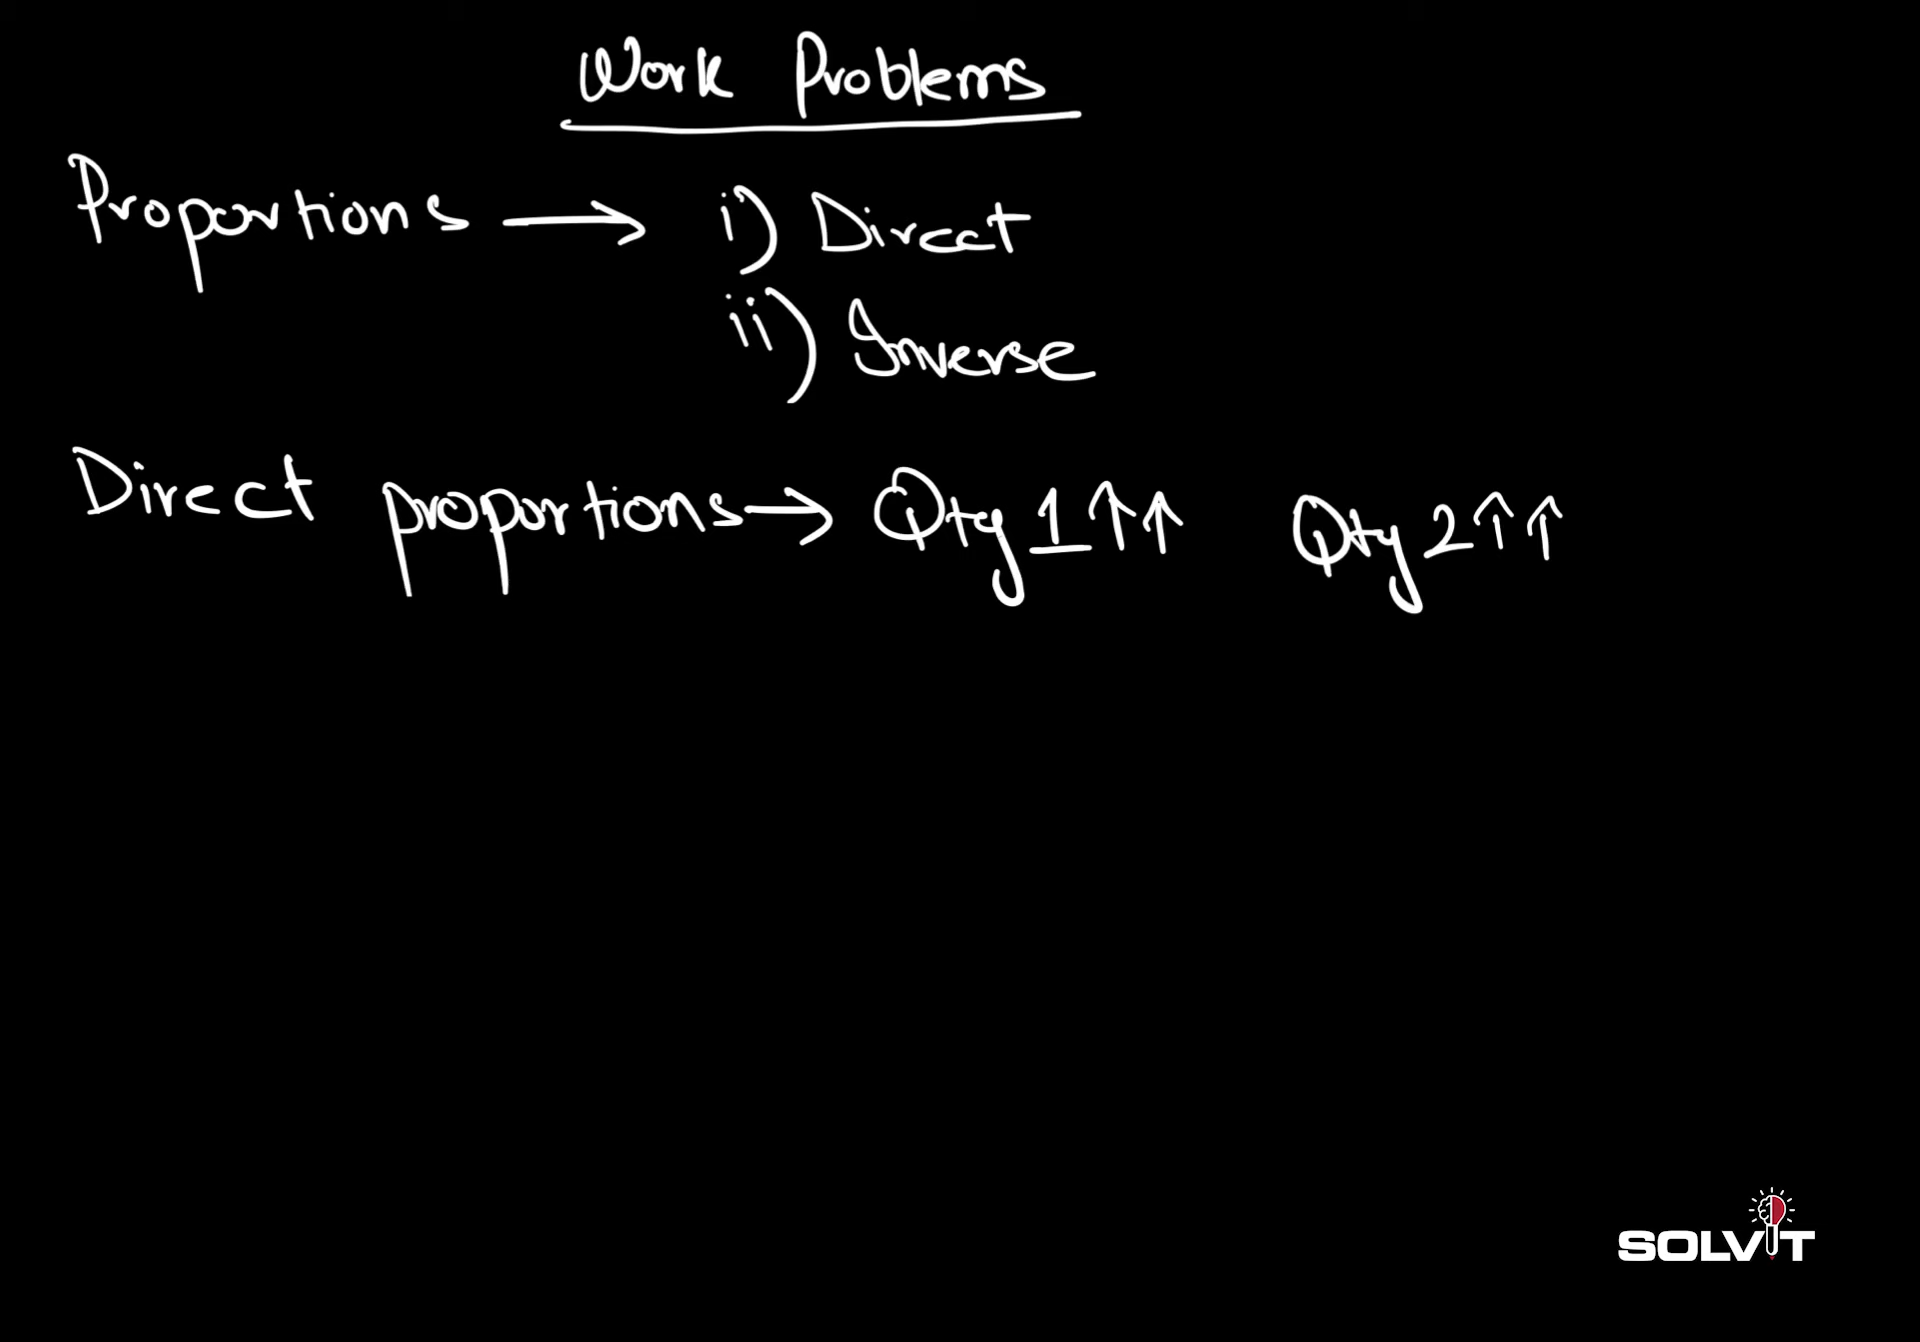 Work Problems
Proportions → i) Direct
ii) Inverse
Direct proportions → Qty 1↑↑ Qty 2↑↑
SOLVIT